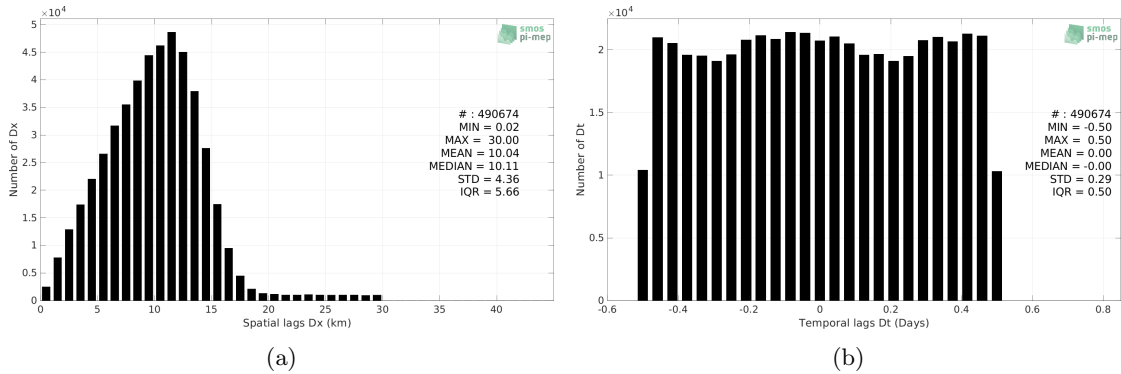 ×10⁴
5
4.5
4
3.5
3
2.5
2
1.5
1
0.5
0
Number of Dx
smos
pi-mep
# : 490674
MIN = 0.02
MAX = 30.00
MEAN = 10.04
MEDIAN = 10.11
STD = 4.36
IQR = 5.66
0 5 10 15 20 25 30 35 40
Spatial lags Dx (km)
(a)
×10⁴
2
1.5
1
0.5
0
Number of Dt
smos
pi-mep
# : 490674
MIN = -0.50
MAX = 0.50
MEAN = 0.00
MEDIAN = -0.00
STD = 0.29
IQR = 0.50
-0.6 -0.4 -0.2 0 0.2 0.4 0.6 0.8
Temporal lags Dt (Days)
(b)